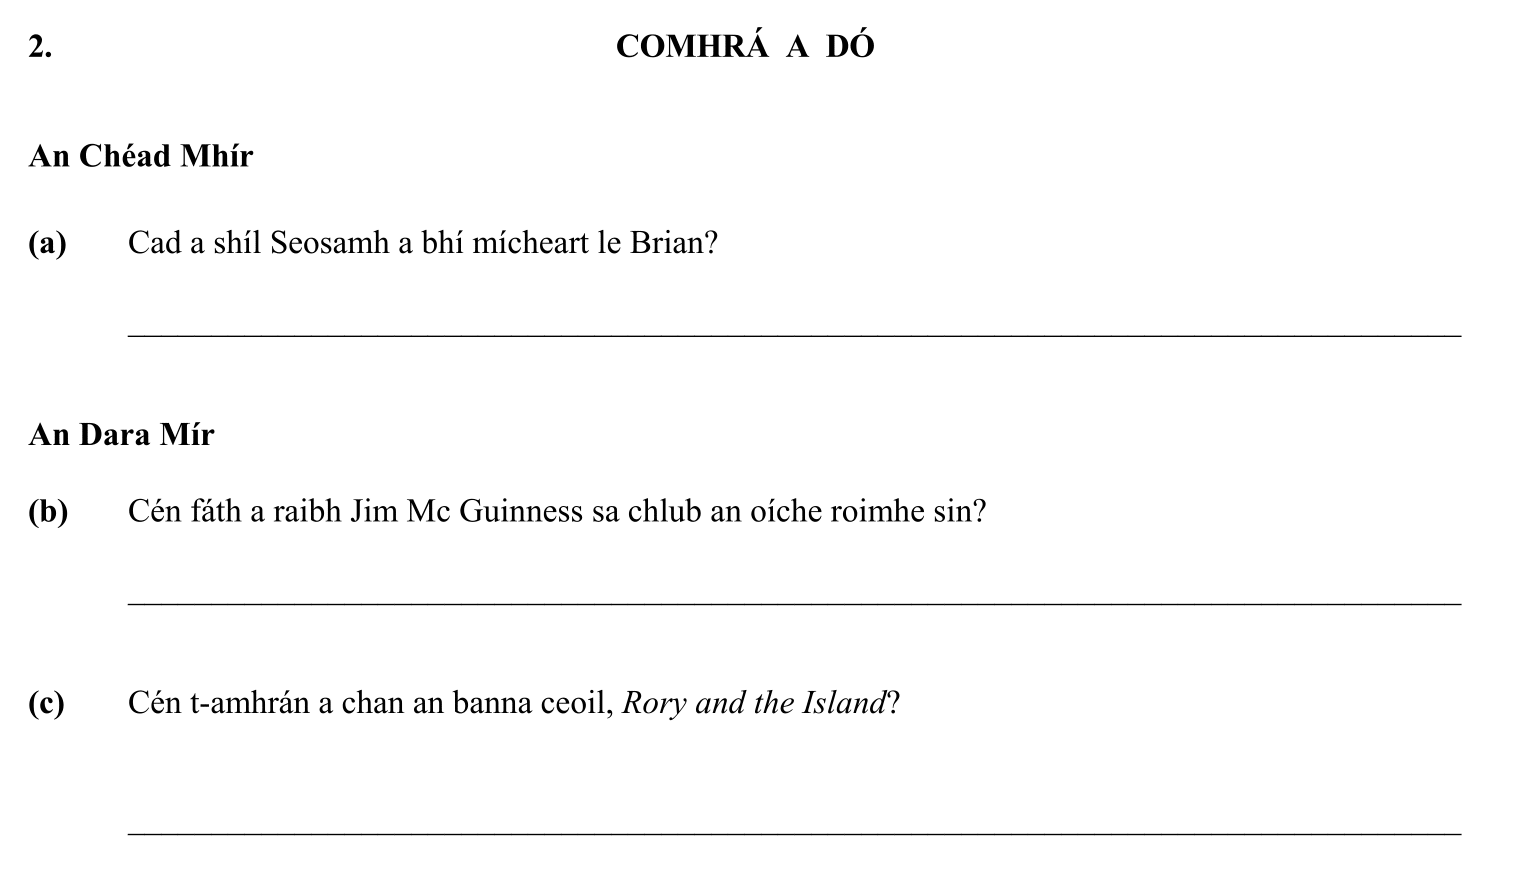 2. COMHRÁ A DÓ
An Chéad Mhír
(a) Cad a shíl Seosamh a bhí mícheart le Brian?
An Dara Mír
(b) Cén fáth a raibh Jim Mc Guinness sa chlub an oíche roimhe sin?
(c) Cén t-amhrán a chan an banna ceoil, Rory and the Island?